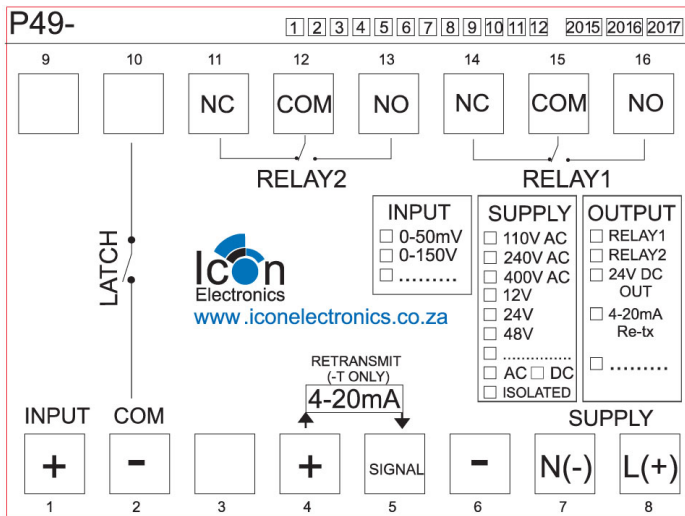 P49- 1 2 3 4 5 6 7 8 9 10 11 12 2015 2016 2017
9 10 11 12 13 14 15 16
NC COM NO NC COM NO
RELAY2 RELAY1
LATCH
Icon
Electronics
www.iconelectronics.co.za
INPUT
0-50mV
0-150V
.........
SUPPLY
110V AC
240V AC
400V AC
12V
24V
48V
..............
AC DC
ISOLATED
OUTPUT
RELAY1
RELAY2
24V DC
OUT
4-20mA
Re-tx
.........
RETRANSMIT
(-T ONLY)
4-20mA
INPUT COM SUPPLY
+ - + SIGNAL - N(-) L(+)
1 2 3 4 5 6 7 8